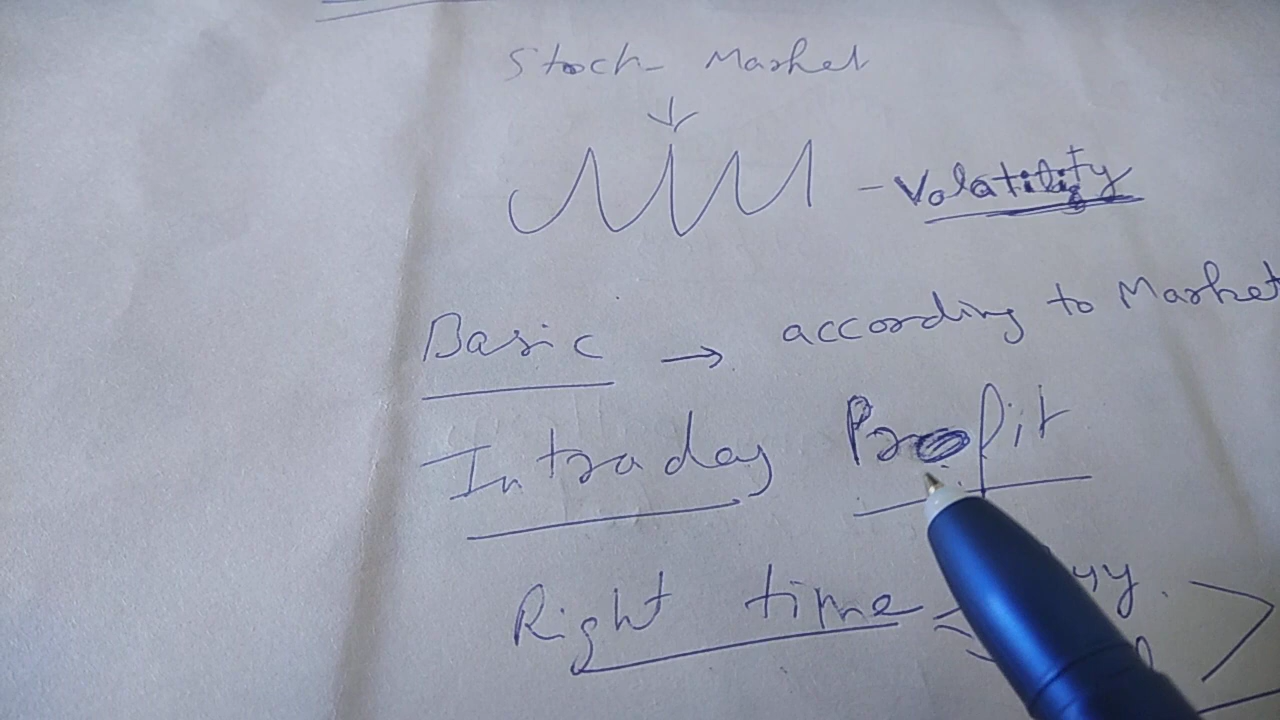 Stock Market
- Volatility
Basic → according to Market
Intraday Profit
Right time